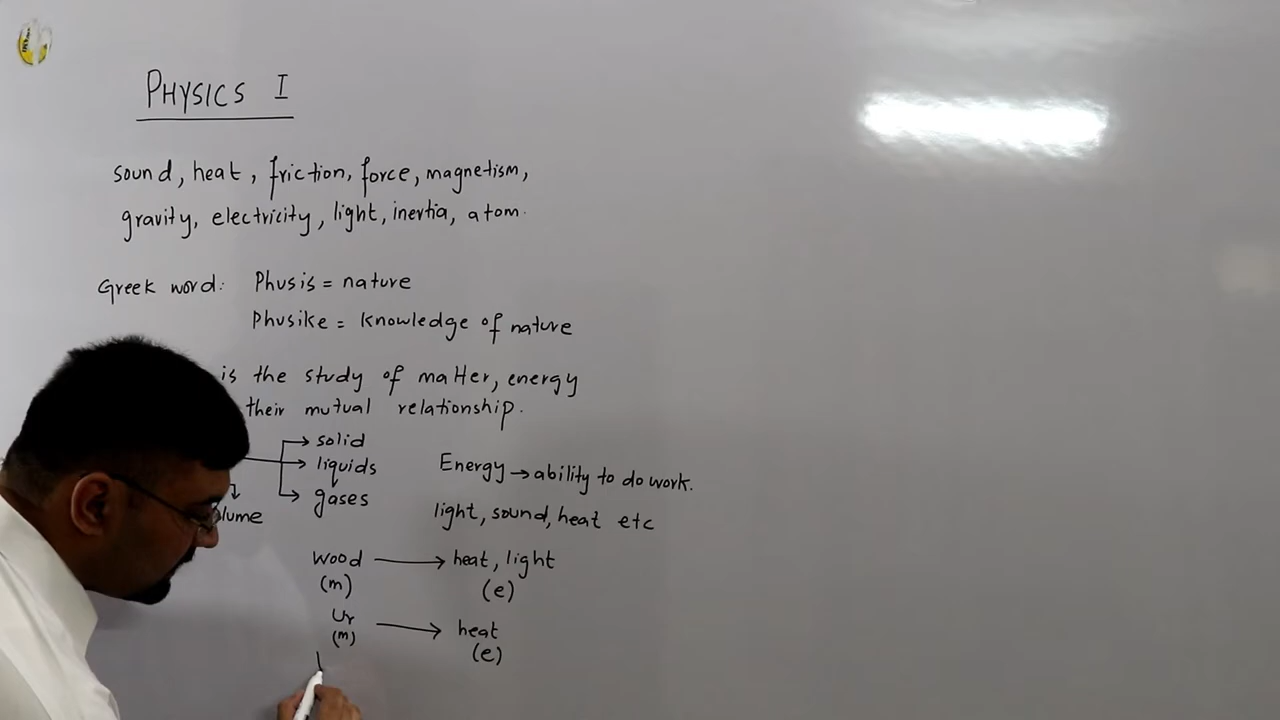 PHYSICS I
sound, heat, friction, force, magnetism,
gravity, electricity, light, inertia, atom.
Greek word: Phusis = nature
Phusike = knowledge of nature
is the study of matter, energy
their mutual relationship.
solid
liquids
gases
lume
Energy → ability to do work.
light, sound, heat etc
wood → heat, light
(m) (e)
Ur → heat
(m) (e)